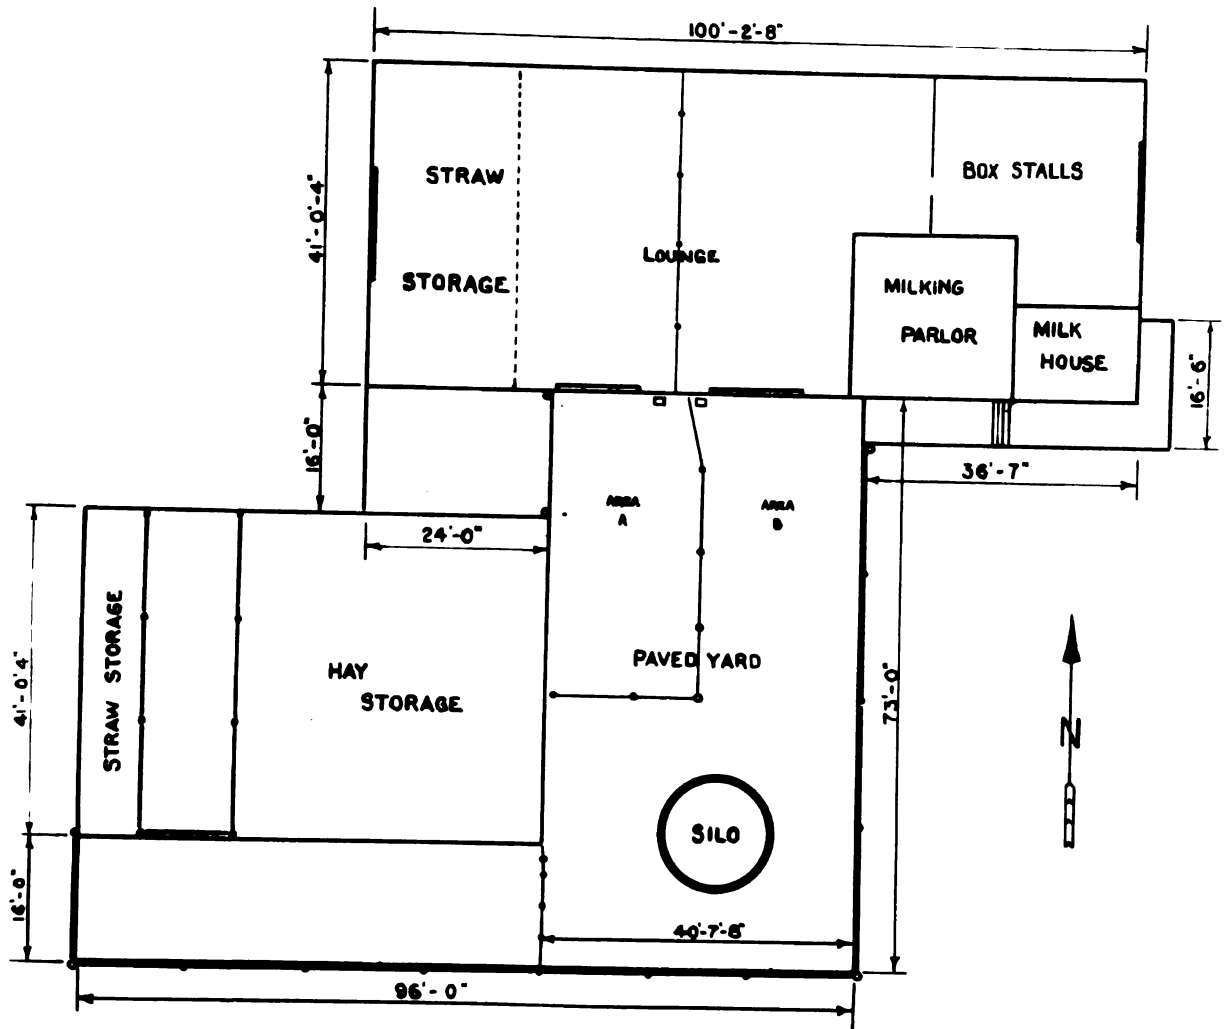 100'-2'-8"
STRAW
STORAGE
41'-0'-4"
LOUNGE
BOX STALLS
MILKING
PARLOR
MILK
HOUSE
16'-6"
16'-0"
36'-7"
24'-0"
AREA
A
AREA
B
STRAW STORAGE
41'-0'4"
HAY
STORAGE
PAVED YARD
73'-0"
N
SILO
16'-0"
40'-7'-8"
96'-0"